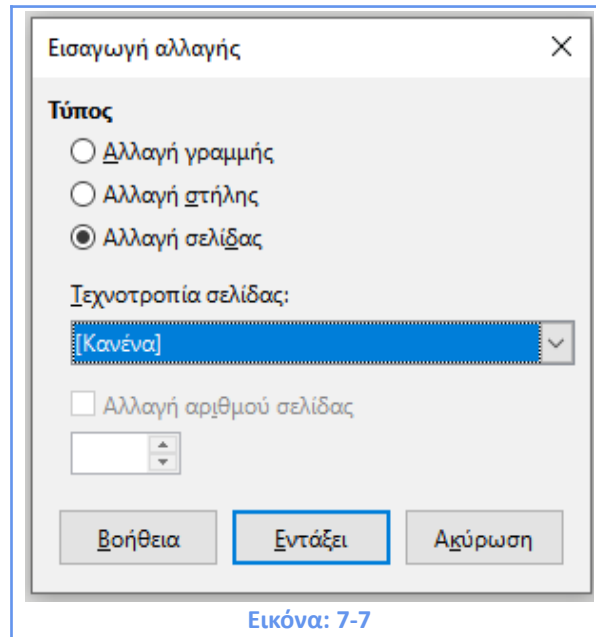 Εισαγωγή αλλαγής
Τύπος
Αλλαγή γραμμής
Αλλαγή στήλης
Αλλαγή σελίδας
Τεχνοτροπία σελίδας:
[Κανένα]
Αλλαγή αριθμού σελίδας
Βοήθεια Εντάξει Ακύρωση
Εικόνα: 7-7